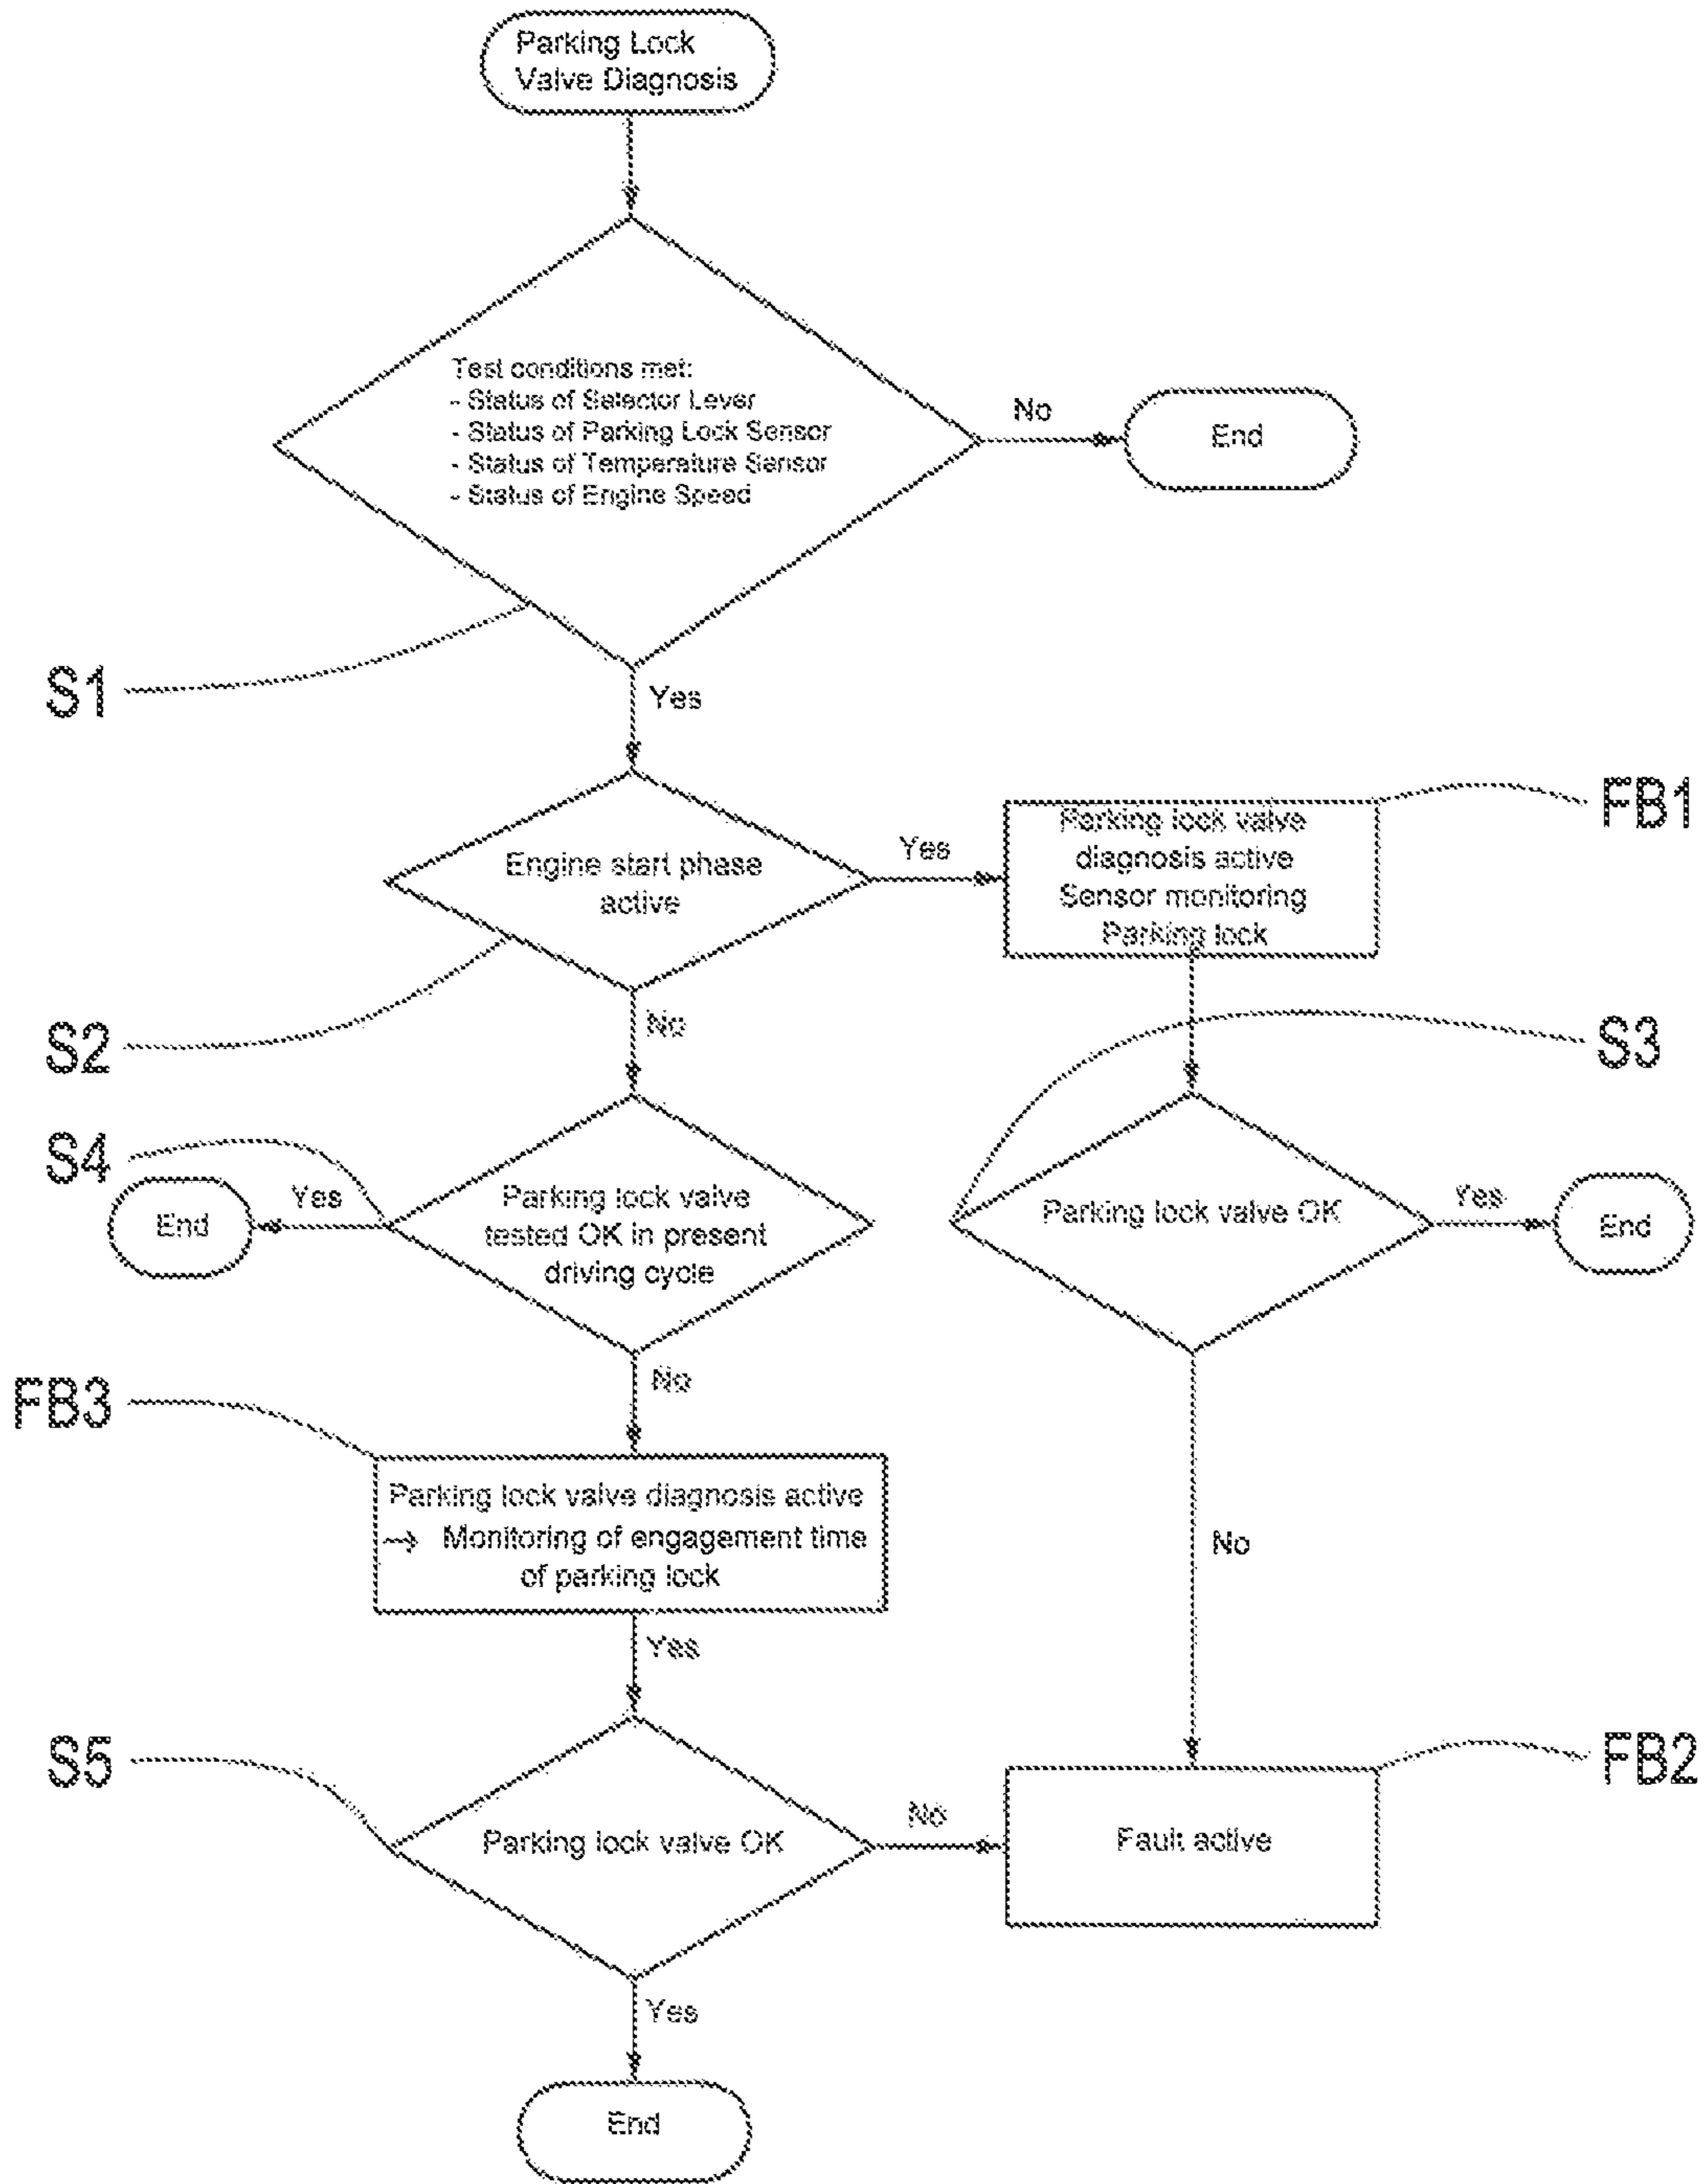 Parking Lock
Valve Diagnosis
Test conditions met:
- Status of Selector Lever
- Status of Parking Lock Sensor
- Status of Temperature Sensor
- Status of Engine Speed
No
End
S1
Yes
FB1
Parking lock valve
diagnosis active
Sensor monitoring
Parking lock
Engine start phase
active
Yes
S2
No
S3
S4
End
Yes
Parking lock valve
tested OK in present
driving cycle
Parking lock valve OK
Yes
End
FB3
No
Parking lock valve diagnosis active
→ Monitoring of engagement time
of parking lock
No
Yes
S5
Parking lock valve OK
No
Fault active
FB2
Yes
End